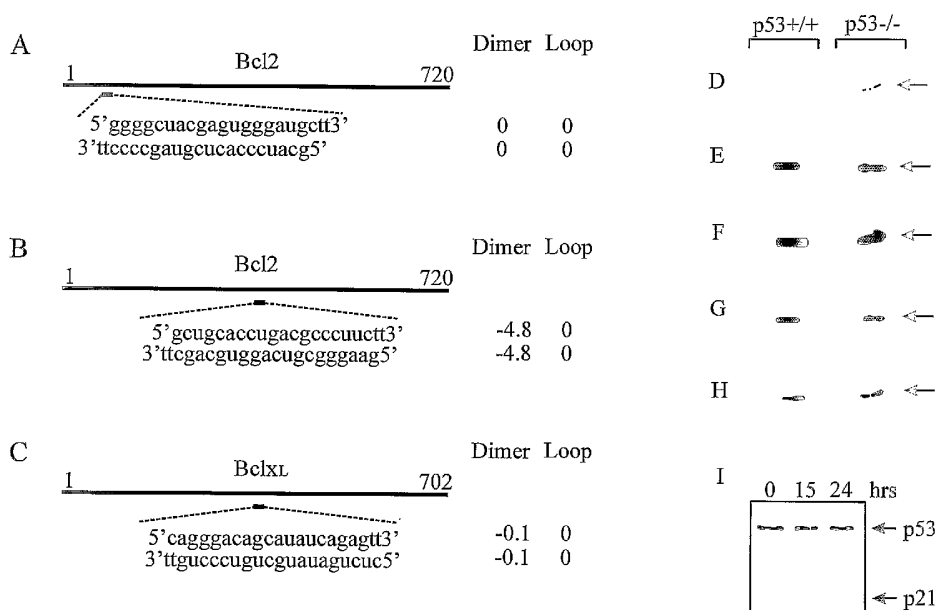 A
Dimer Loop
Bcl2
1 720
5’ggggcuacgagugggaugctt3’ 0 0
3’ttccccgaugcucacccuacg5’ 0 0
B
Dimer Loop
Bcl2
1 720
5’gcugcaccugacgcccuuctt3’ -4.8 0
3’ttcgacguggacugcgggaag5’ -4.8 0
C
Dimer Loop
BclxL
1 702
5’cagggacagcauaucagagtt3’ -0.1 0
3’ttgucccugucguauagucuc5’ -0.1 0
p53+/+ p53-/-
D
E
F
G
H
I
0 15 24 hrs
p53
p21